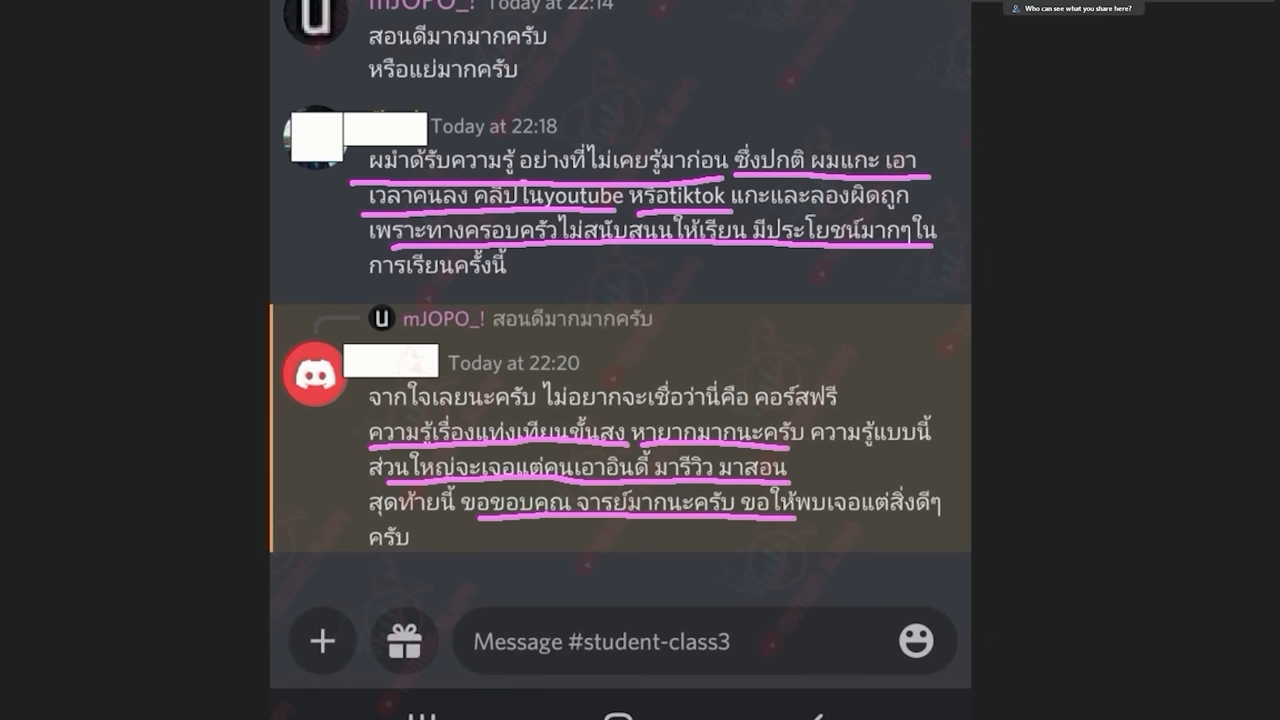 Who can see what you share here?
mJOPO_! Today at 22:14
สอนดีมากมากครับ
หรือแย่มากครับ
Today at 22:18
ผมำด้รับความรู้ อย่างที่ไม่เคยรู้มาก่อน ซึ่งปกติ ผมแกะ เอา
เวลาคนลง คลิปในyoutube หรือtiktok แกะและลองผิดถูก
เพราะทางครอบครัวไม่สนับสนุนให้เรียน มีประโยชน์มากๆใน
การเรียนครั้งนี้
mJOPO_! สอนดีมากมากครับ
Today at 22:20
จากใจเลยนะครับ ไม่อยากจะเชื่อว่านี่คือ คอร์สฟรี
ความรู้เรื่องแท่งเทียนขั้นสูง หายากมากนะครับ ความรู้แบบนี้
ส่วนใหญ่จะเจอแต่คนเอาอินดี้ มารีวิว มาสอน
สุดท้ายนี้ ขอขอบคุณ จารย์มากนะครับ ขอให้พบเจอแต่สิ่งดีๆ
ครับ
Message #student-class3